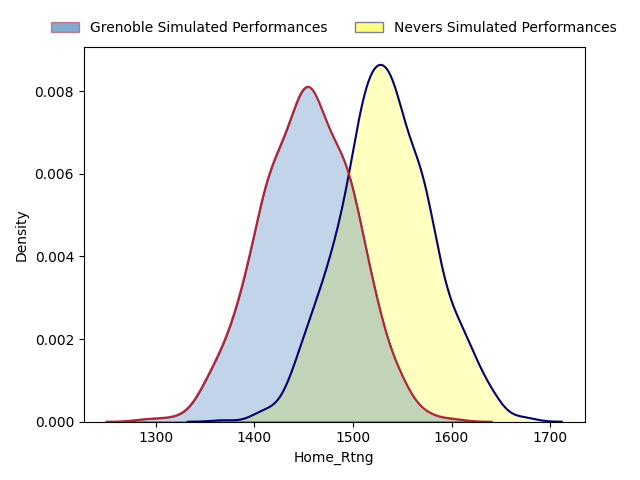 Grenoble Simulated Performances Nevers Simulated Performances
0.008
0.006
0.004
0.002
0.000
Density
1300 1400 1500 1600 1700
Home_Rtng